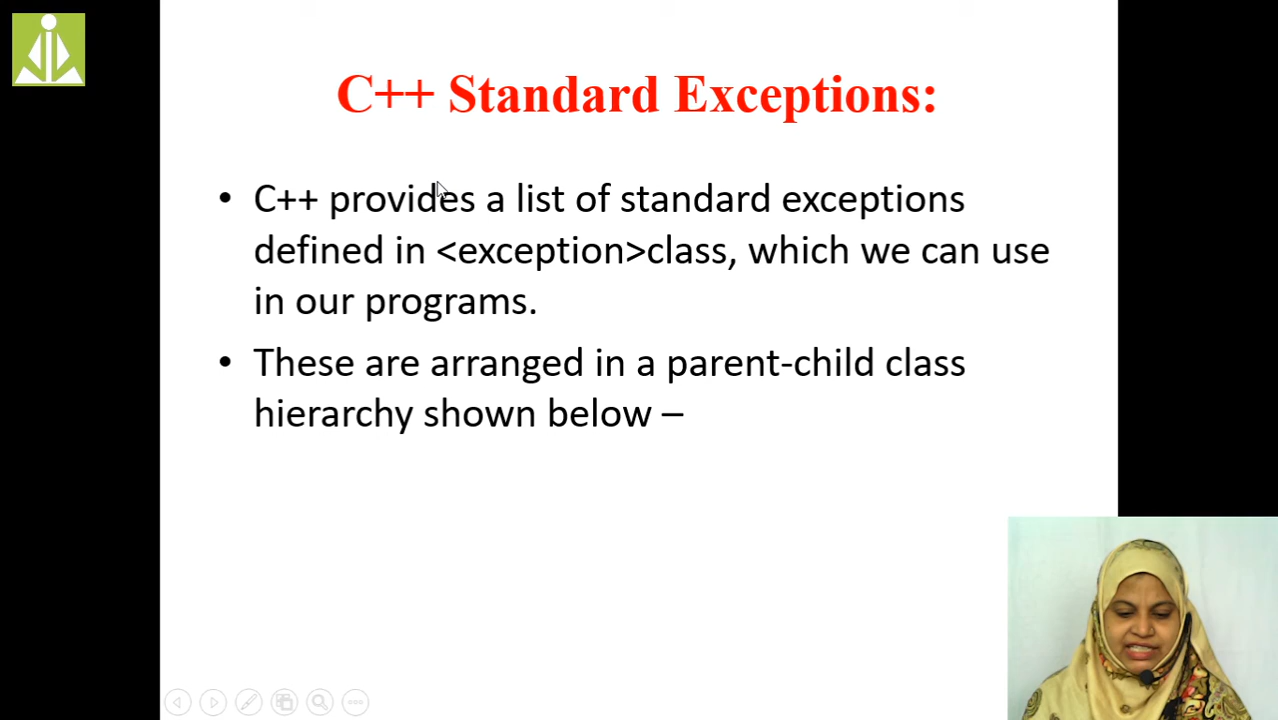 C++ Standard Exceptions:
• C++ provides a list of standard exceptions
defined in <exception>class, which we can use
in our programs.
• These are arranged in a parent-child class
hierarchy shown below –